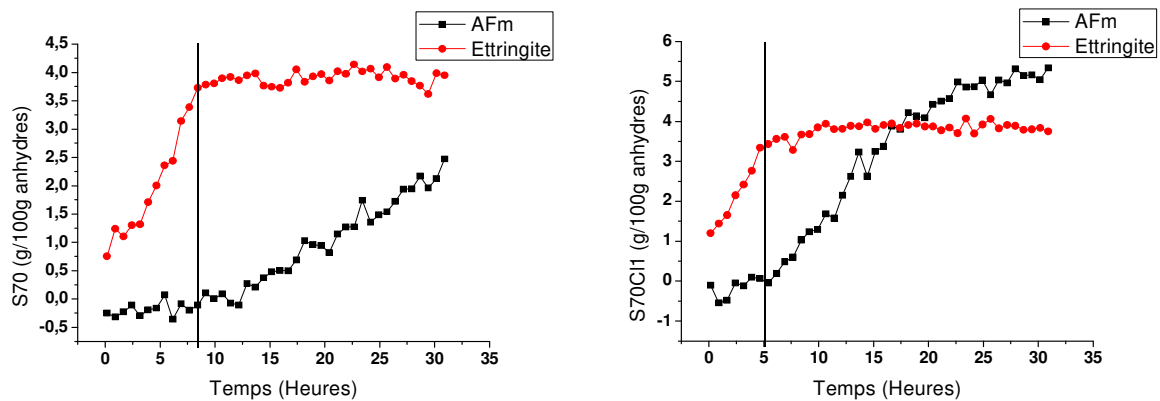 AFm
Ettringite
4,5
4,0
3,5
3,0
2,5
2,0
1,5
1,0
0,5
0,0
-0,5
S70 (g/100g anhydres)
0 5 10 15 20 25 30 35
Temps (Heures)
AFm
Ettringite
6
5
4
3
2
1
0
-1
S70Cl1 (g/100g anhydres)
0 5 10 15 20 25 30 35
Temps (Heures)